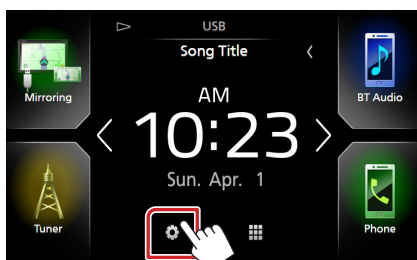 USB
Song Title
Mirroring
AM
BT Audio
10:23
Sun. Apr. 1
Tuner
Phone